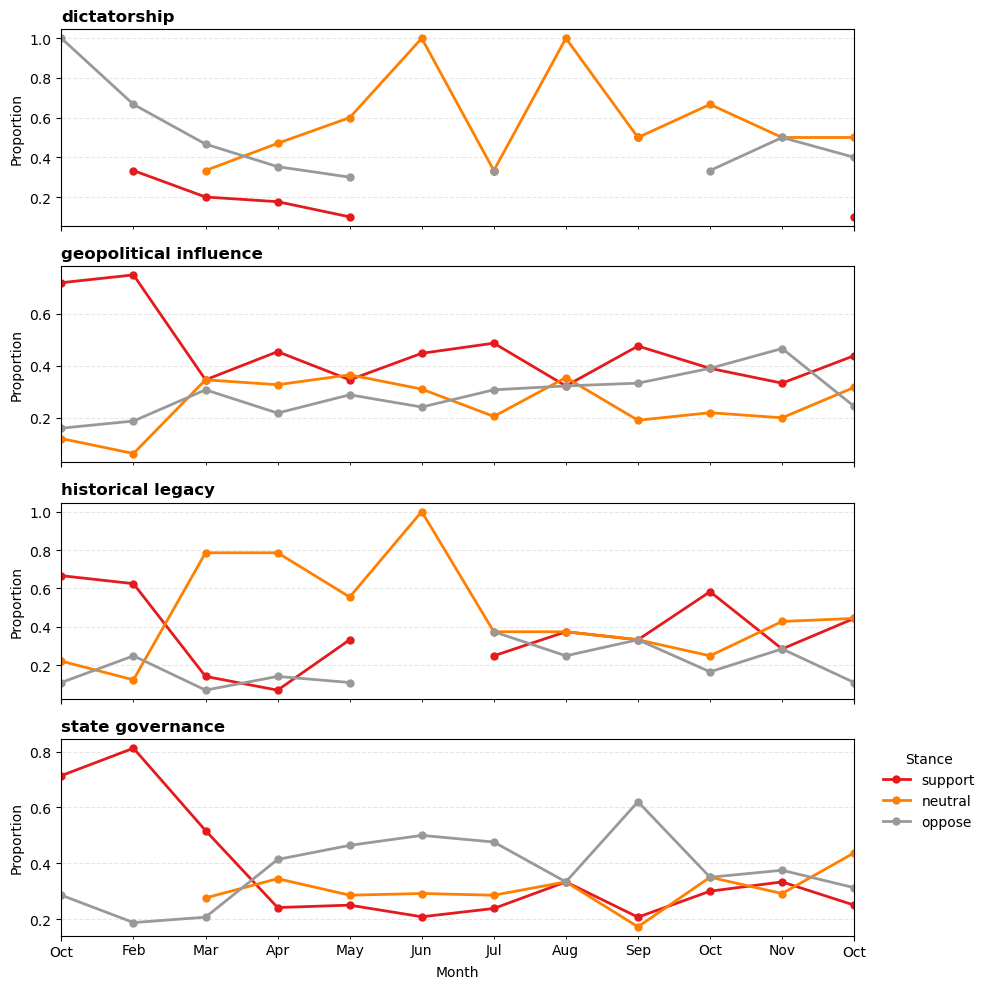 dictatorship
1.0
0.8
0.6
0.4
0.2
Proportion
geopolitical influence
0.6
0.4
0.2
Proportion
historical legacy
1.0
0.8
0.6
0.4
0.2
Proportion
state governance
0.8
0.6
0.4
0.2
Proportion
Oct Feb Mar Apr May Jun Jul Aug Sep Oct Nov Oct
Month
Stance
support
neutral
oppose